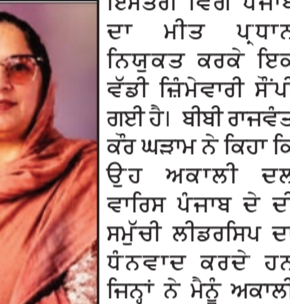 ਇਸਤਰੀ ਵਿੰਗ ਪੰਜਾਬ
ਦਾ ਮੀਤ ਪ੍ਰਧਾਨ
ਨਿਯੁਕਤ ਕਰਕੇ ਇਕ
ਵੱਡੀ ਜ਼ਿੰਮੇਵਾਰੀ ਸੌਂਪੀ
ਗਈ ਹੈ। ਬੀਬੀ ਰਾਜਵੰਤ
ਕੌਰ ਘੜਾਮ ਨੇ ਕਿਹਾ ਕਿ
ਉਹ ਅਕਾਲੀ ਦਲ
ਵਾਰਿਸ ਪੰਜਾਬ ਦੇ ਦੀ
ਸਮੁੱਚੀ ਲੀਡਰਸਿਪ ਦਾ
ਧੰਨਵਾਦ ਕਰਦੇ ਹਨ
ਜਿਨ੍ਹਾਂ ਨੇ ਮੈਨੂੰ ਅਕਾਲੀ